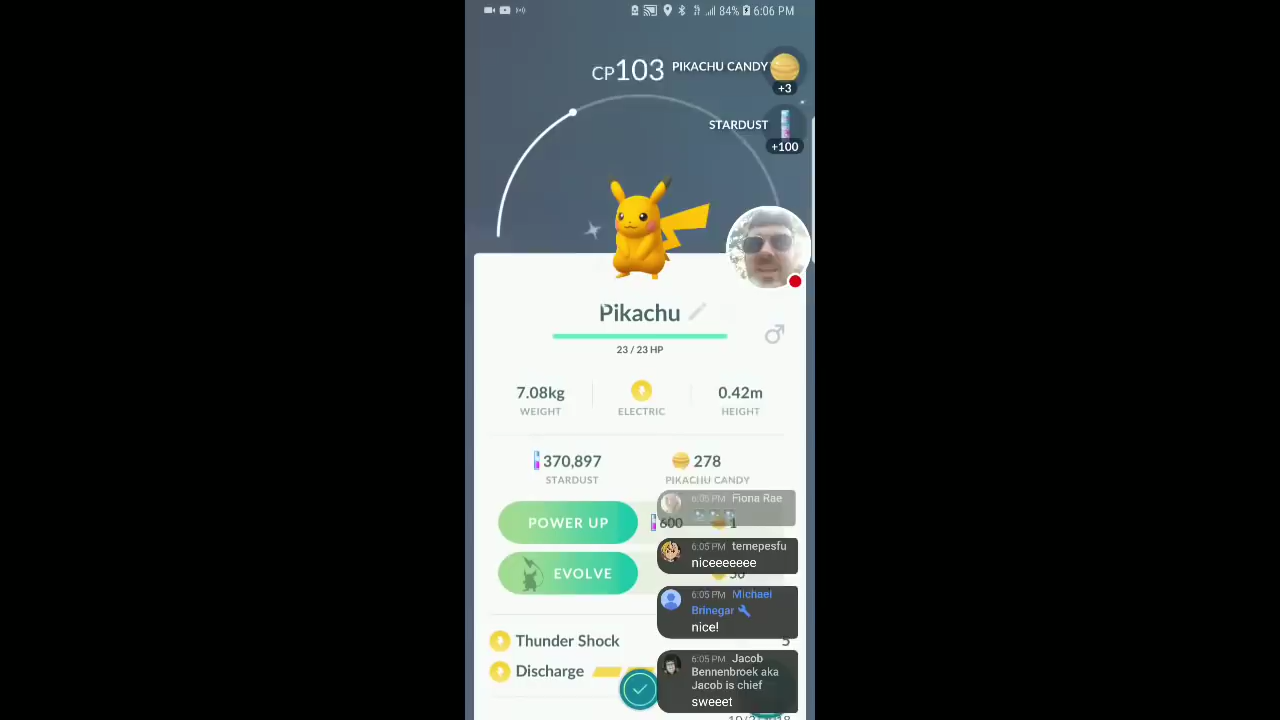 84% 6:06 PM
CP103
PIKACHU CANDY
+3
STARDUST
+100
Pikachu
23 / 23 HP
7.08kg
WEIGHT
ELECTRIC
0.42m
HEIGHT
370,897
STARDUST
278
PIKACHU CANDY
POWER UP
600
1
EVOLVE
50
6:05 PM Fiona Rae
6:05 PM temepesfu
niceeeeeee
6:05 PM Michael
Brinegar
nice!
Thunder Shock
5
Discharge
6:05 PM Jacob
Bennenbroek aka
Jacob is chief
sweeet